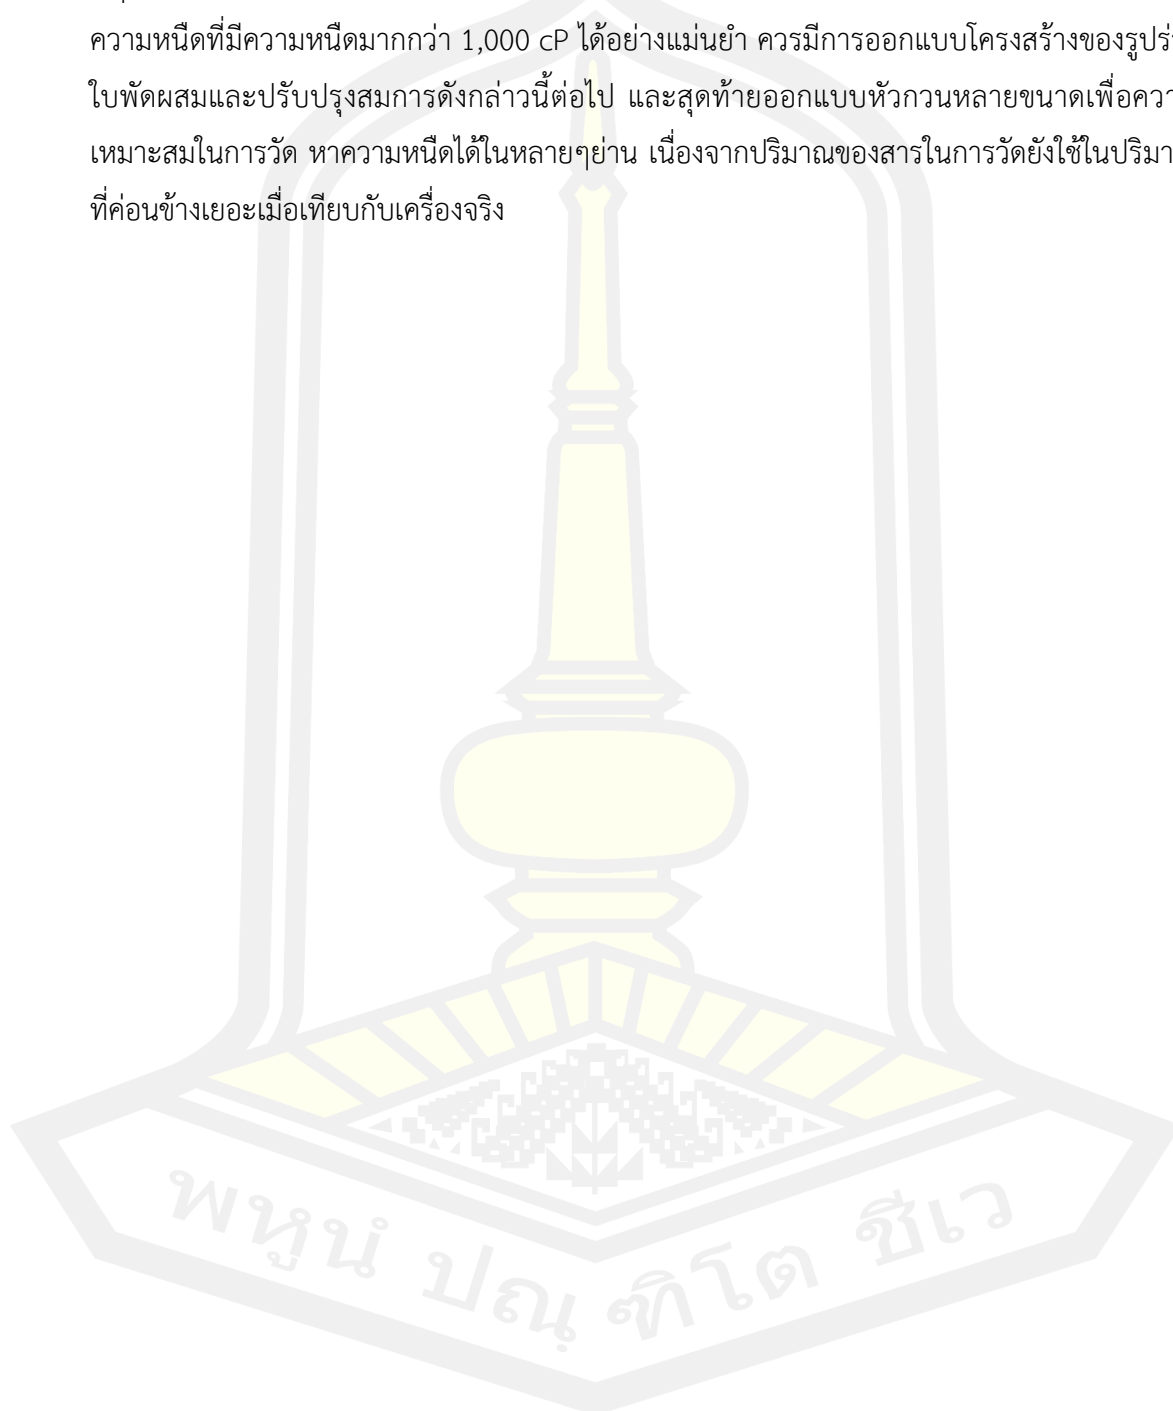 ความหนืดที่มีความหนืดมากกว่า 1,000 cP ได้อย่างแม่นยำ ควรมีการออกแบบโครงสร้างของ
ใบพัดผสมและปรับปรุงสมการดังกล่าวนี้ต่อไป และสุดท้ายออกแบบหัวกวนหลายขนาดเพื่อ
เหมาะสมในการวัด หาความหนืดได้ในหลายๆย่าน เนื่องจากปริมาณของสารในการวัดยังใช้ใน
ที่ค่อนข้างเยอะเมื่อเทียบกับเครื่องจริง
พหูนํ ปณฺฑิโต ชีเว